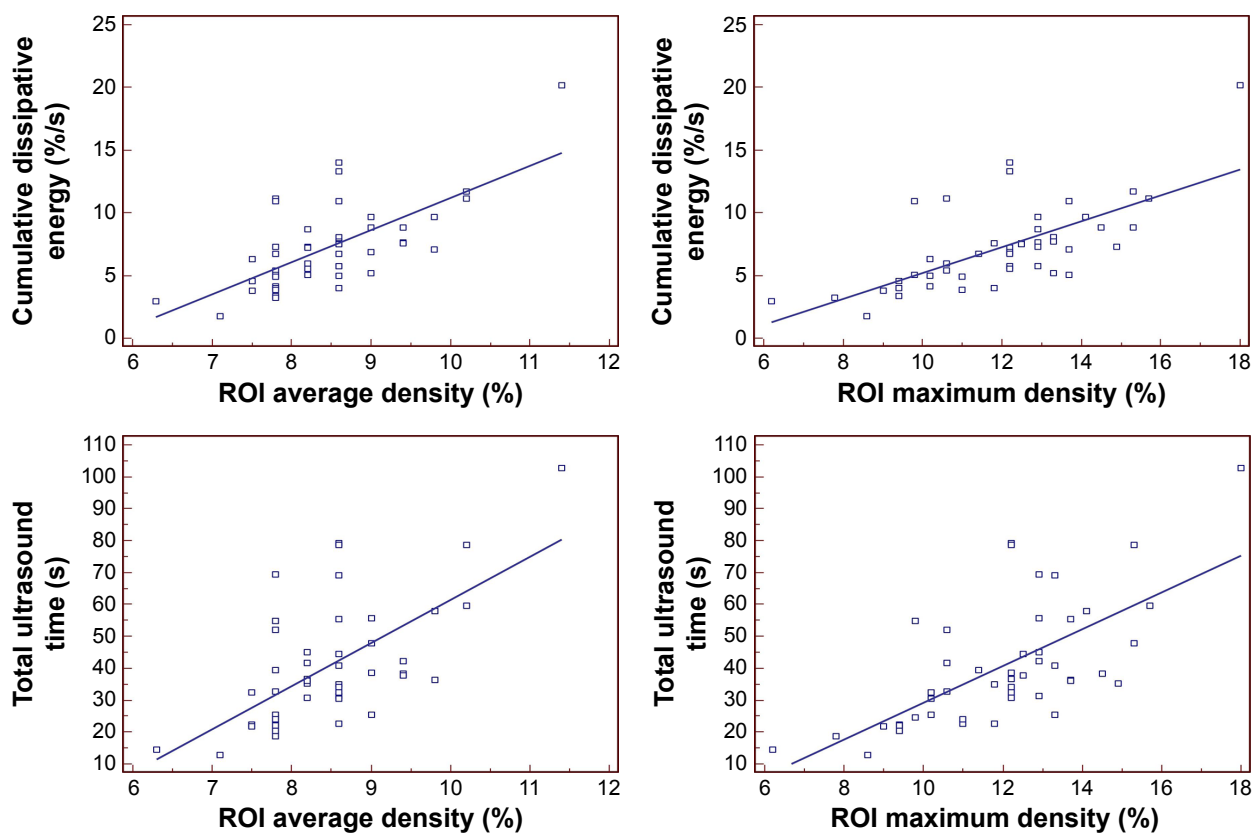 Cumulative dissipative
energy (%/s)
25
20
15
10
5
0
6 7 8 9 10 11 12
ROI average density (%)
Cumulative dissipative
energy (%/s)
25
20
15
10
5
0
6 8 10 12 14 16 18
ROI maximum density (%)
Total ultrasound
time (s)
110
100
90
80
70
60
50
40
30
20
10
6 7 8 9 10 11 12
ROI average density (%)
Total ultrasound
time (s)
110
100
90
80
70
60
50
40
30
20
10
6 8 10 12 14 16 18
ROI maximum density (%)